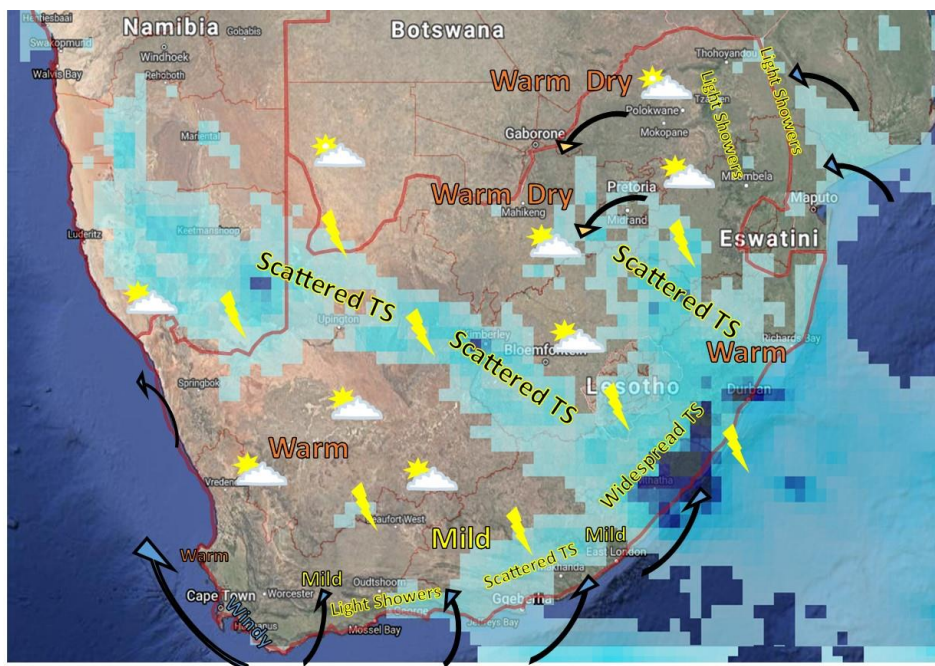 Hentiesbaai
Namibia
Gobabis
Botswana
Swakopmund
Windhoek
Walvis Bay
Rehoboth
Thohoyandou
Light Showers
Warm Dry
Light Showers
Polokwane
Mokopane
Mariental
Gaborone
Warm Dry
Pretoria
Maputo
Mahikeng
Midrand
Luderitz
Keetmanshoop
Eswatini
Scattered TS
Scattered TS
Upington
Kimberley
Richards Bay
Bloemfontein
Warm
Scattered TS
Springbok
Lesotho
Durban
Widespread TS
Warm
Beaufort West
Mild
Mild
Warm
East London
Scattered TS
Mild
Oudtshoorn
Cape Town
Worcester
Light Showers
George
Gqeberha
Windy
Mossel Bay
Jeffreys Bay